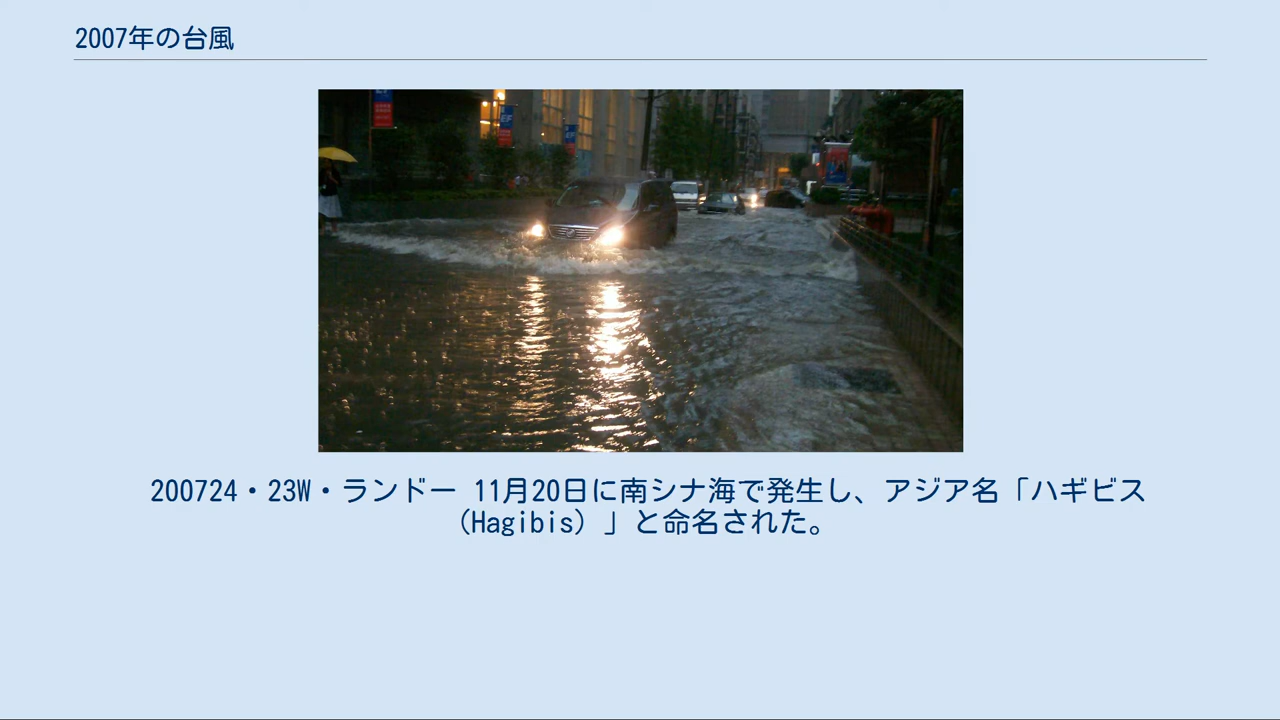 2007年の台風
EF
EF
200724・23W・ランドー 11月20日に南シナ海で発生し、アジア名「ハギビス
（Hagibis）」と命名された。